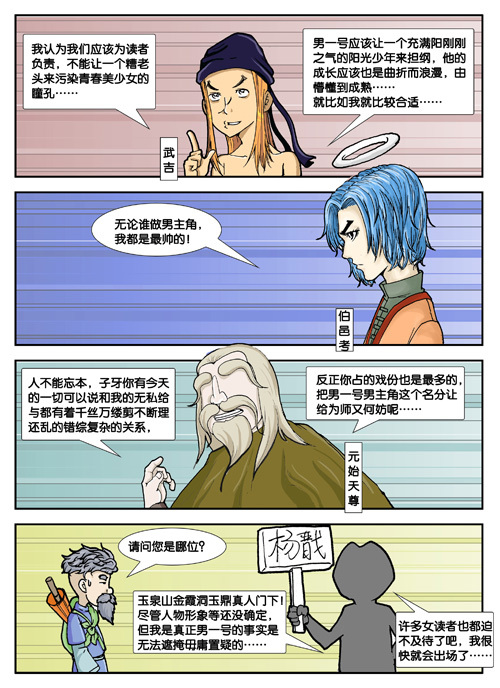 我认为我们应该为读者
负责，不能让一个糟老
头来污染青春美少女的
瞳孔……
男一号应该让一个充满阳刚刚
之气的阳光少年来担纲，他的
成长应该也是曲折而浪漫，由
懵懂到成熟……
就比如我就比较合适……
武吉
无论谁做男主角，
我都是最帅的！
伯邑考
人不能忘本，子牙你有今天
的一切可以说和我的无私给
与都有着千丝万缕剪不断理
还乱的错综复杂的关系，
反正你占的戏份也是最多的，
把男一号男主角这个名分让
给为师又何妨呢……
元始天尊
请问您是哪位？
杨戬
玉泉山金霞洞玉鼎真人门下！
尽管人物形象等还没确定，
但我是真正男一号的事实是
无法遮掩毋庸置疑的……
许多女读者也都迫
不及待了吧，我很
快就会出场了……